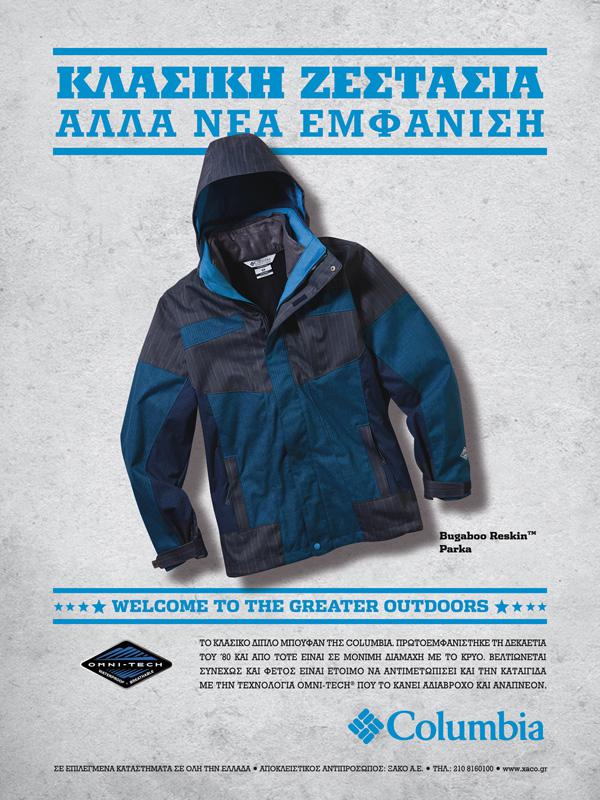 ΚΛΑΣΙΚΗ ΖΕΣΤΑΣΙΑ
ΑΛΛΑ ΝΕΑ ΕΜΦΑΝΙΣΗ
Bugaboo Reskin™
Parka
★★★★ WELCOME TO THE GREATER OUTDOORS ★★★★
OMNI-TECH
WATERPROOF - BREATHABLE
ΤΟ ΚΛΑΣΙΚΟ ΔΙΠΛΟ ΜΠΟΥΦΑΝ ΤΗΣ COLUMBIA. ΠΡΩΤΟΕΜΦΑΝΙΣΤΗΚΕ ΤΗ ΔΕΚΑΕΤΙΑ
ΤΟΥ '80 ΚΑΙ ΑΠΟ ΤΟΤΕ ΕΙΝΑΙ ΣΕ ΜΟΝΙΜΗ ΔΙΑΜΑΧΗ ΜΕ ΤΟ ΚΡΥΟ. ΒΕΛΤΙΩΝΕΤΑΙ
ΣΥΝΕΧΩΣ ΚΑΙ ΦΕΤΟΣ ΕΙΝΑΙ ΕΤΟΙΜΟ ΝΑ ΑΝΤΙΜΕΤΩΠΙΣΕΙ ΚΑΙ ΤΗΝ ΚΑΤΑΙΓΙΔΑ
ΜΕ ΤΗΝ ΤΕΧΝΟΛΟΓΙΑ OMNI-TECH® ΠΟΥ ΤΟ ΚΑΝΕΙ ΑΔΙΑΒΡΟΧΟ ΚΑΙ ΑΝΑΠΝΕΟΝ.
Columbia
ΣΕ ΕΠΙΛΕΓΜΕΝΑ ΚΑΤΑΣΤΗΜΑΤΑ ΣΕ ΟΛΗ ΤΗΝ ΕΛΛΑΔΑ • ΑΠΟΚΛΕΙΣΤΙΚΟΣ ΑΝΤΙΠΡΟΣΩΠΟΣ: ΞΑΚΟ Α.Ε. • ΤΗΛ.: 210 8160100 • www.xaco.gr